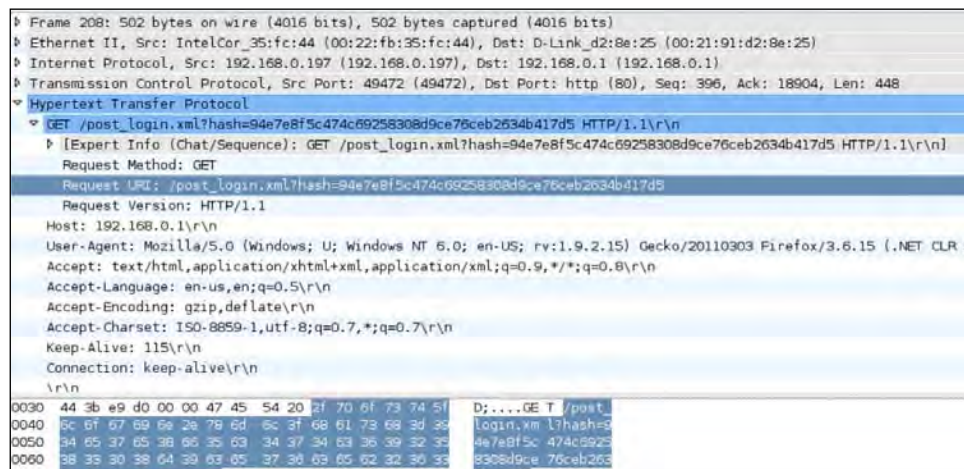 Frame 208: 502 bytes on wire (4016 bits), 502 bytes captured (4016 bits)
Ethernet II, Src: IntelCor_35:fc:44 (00:22:fb:35:fc:44), Dst: D-Link_d2:8e:25 (00:21:91:d2:8e:25)
Internet Protocol, Src: 192.168.0.197 (192.168.0.197), Dst: 192.168.0.1 (192.168.0.1)
Transmission Control Protocol, Src Port: 49472 (49472), Dst Port: http (80), Seq: 396, Ack: 18904, Len: 448
Hypertext Transfer Protocol
GET /post_login.xml?hash=94e7e8f5c474c69258308d9ce76ceb2634b417d5 HTTP/1.1\r\n
[Expert Info (Chat/Sequence): GET /post_login.xml?hash=94e7e8f5c474c69258308d9ce76ceb2634b417d5 HTTP/1.1\r\n]
Request Method: GET
Request URI: /post_login.xml?hash=94e7e8f5c474c69258308d9ce76ceb2634b417d5
Request Version: HTTP/1.1
Host: 192.168.0.1\r\n
User-Agent: Mozilla/5.0 (Windows; U; Windows NT 6.0; en-US; rv:1.9.2.15) Gecko/20110303 Firefox/3.6.15 (.NET CLR
Accept: text/html,application/xhtml+xml,application/xml;q=0.9,*/*;q=0.8\r\n
Accept-Language: en-us,en;q=0.5\r\n
Accept-Encoding: gzip,deflate\r\n
Accept-Charset: ISO-8859-1,utf-8;q=0.7,*;q=0.7\r\n
Keep-Alive: 115\r\n
Connection: keep-alive\r\n
\r\n
0030 44 3b e9 d0 00 00 47 45 54 20 2f 70 6f 73 74 5f D;....GE T /post_
0040 6c 6f 67 69 6e 2e 78 6d 6c 3f 68 61 73 68 3d 39 login.xm l?hash=9
0050 34 65 37 65 38 66 35 63 34 37 34 63 36 39 32 35 4e7e8f5c 474c6925
0060 38 33 30 38 64 39 63 65 37 36 63 65 62 32 36 33 8308d9ce 76ceb263